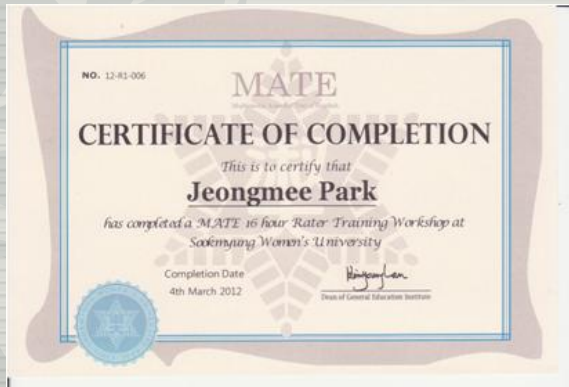 NO. 12-R1-006
MATE
CERTIFICATE OF COMPLETION
This is to certify that
Jeongmee Park
has completed a MATE 16 hour Rater Training Workshop at
Sookmyung Women's University
Completion Date
4th March 2012
Dean of General Education Institute